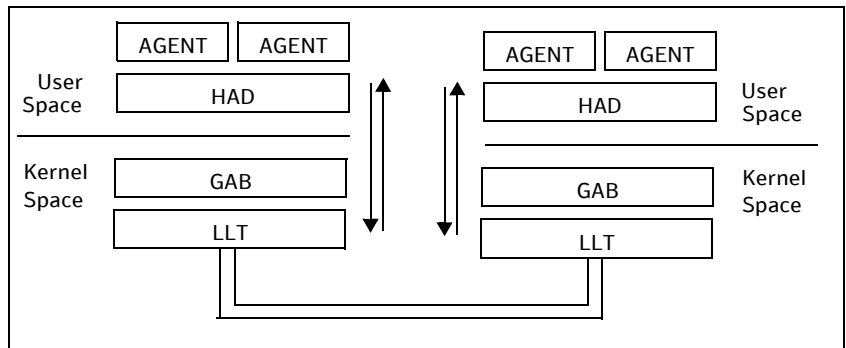 AGENT AGENT
User
Space
HAD
Kernel
Space
GAB
LLT
AGENT AGENT
HAD
User
Space
GAB
Kernel
Space
LLT